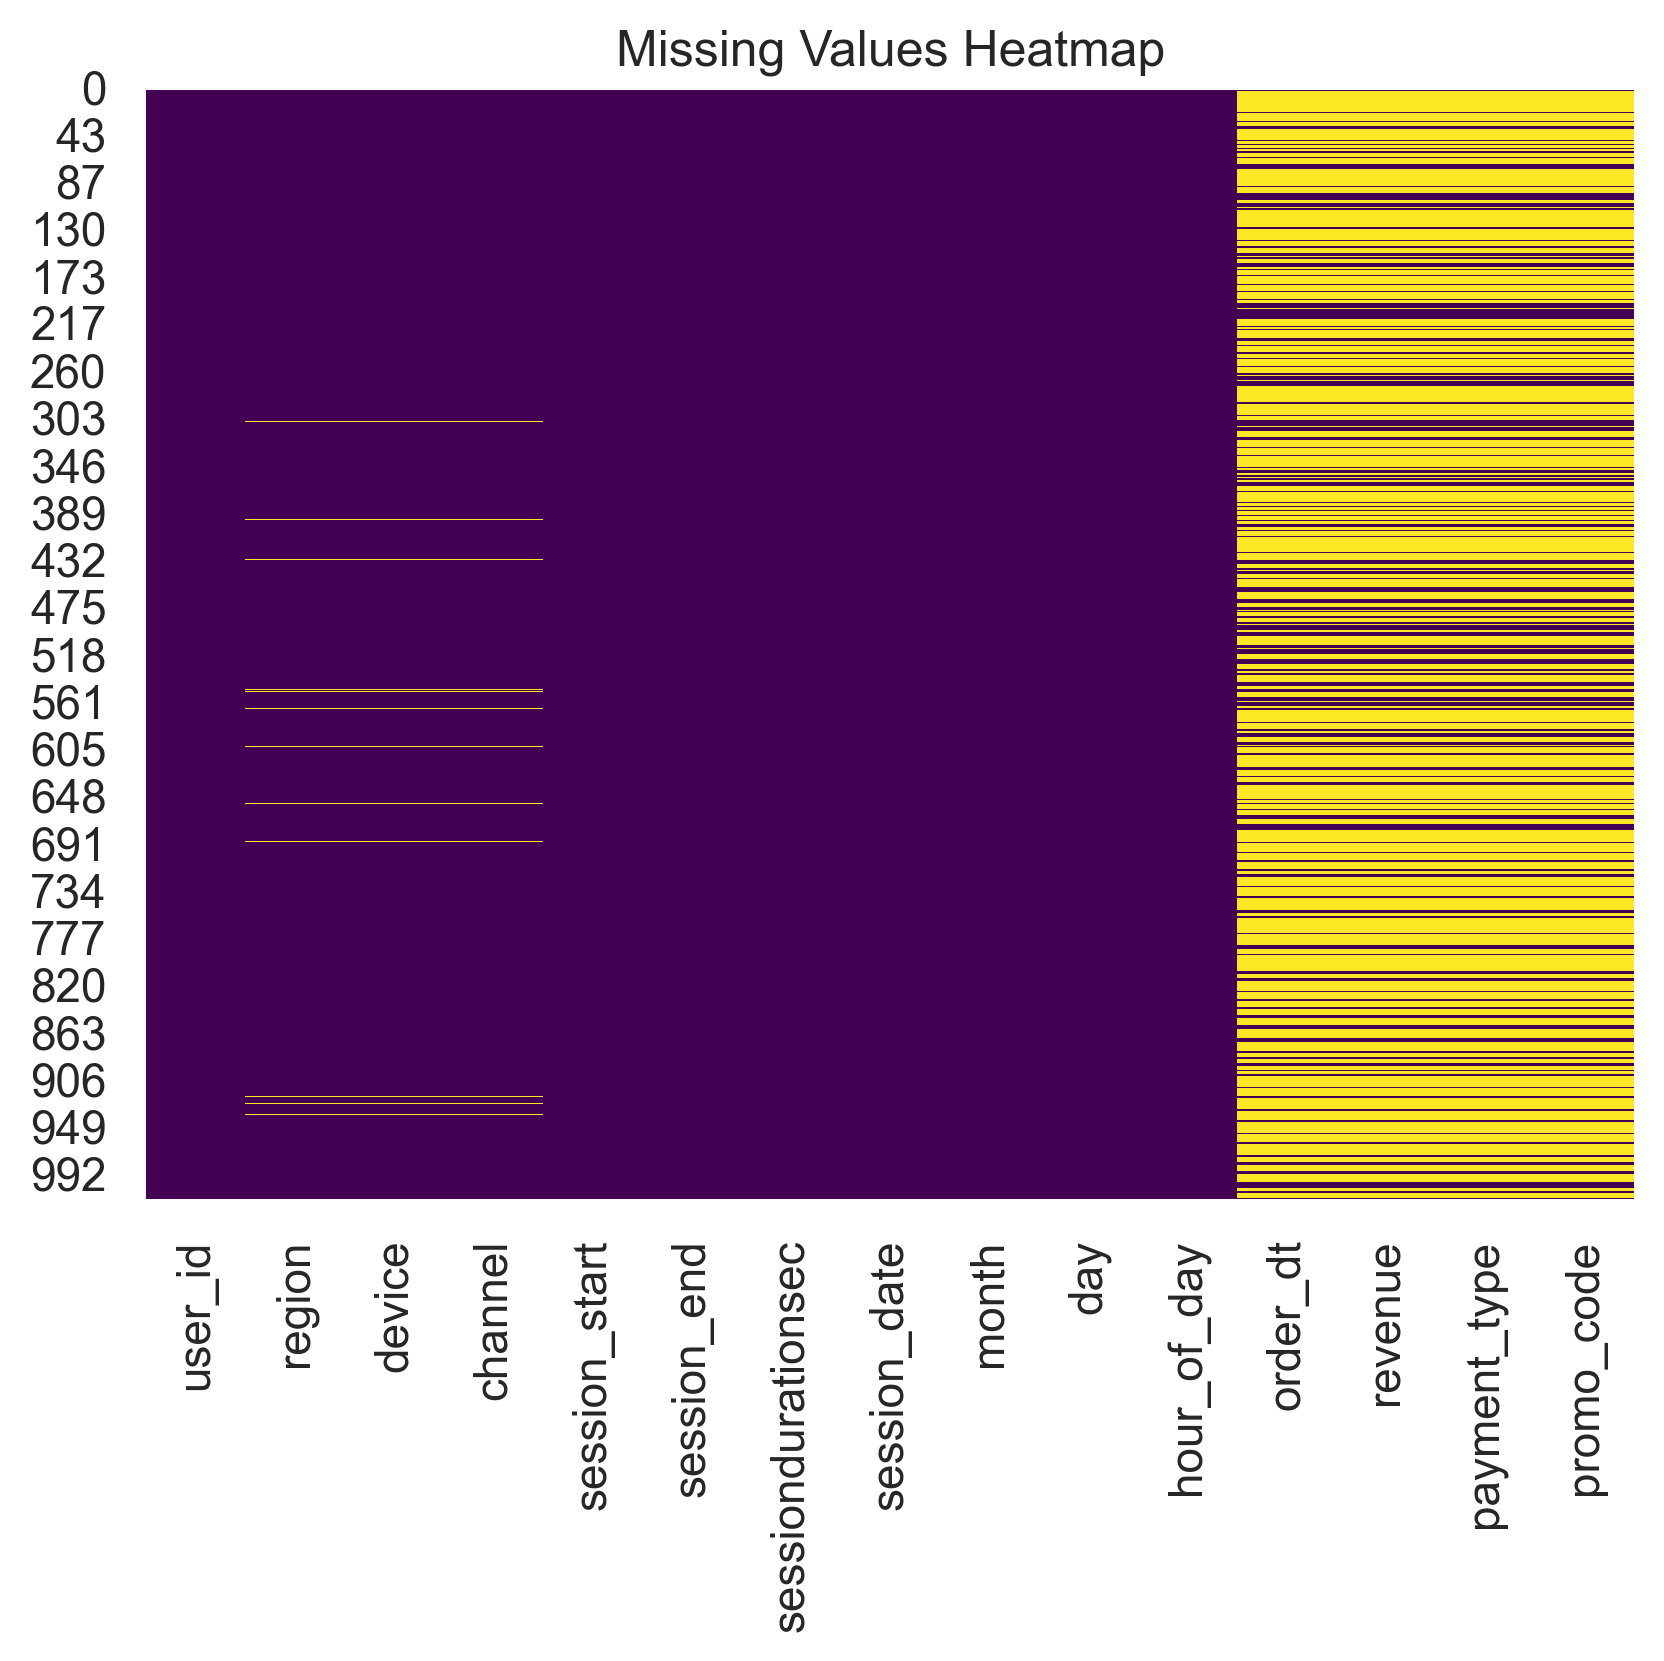 Missing Values Heatmap
0
43
87
130
173
217
260
303
346
389
432
475
518
561
605
648
691
734
777
820
863
906
949
992
user_id
region
device
channel
session_start
session_end
sessiondurationsec
session_date
month
day
hour_of_day
order_dt
revenue
payment_type
promo_code